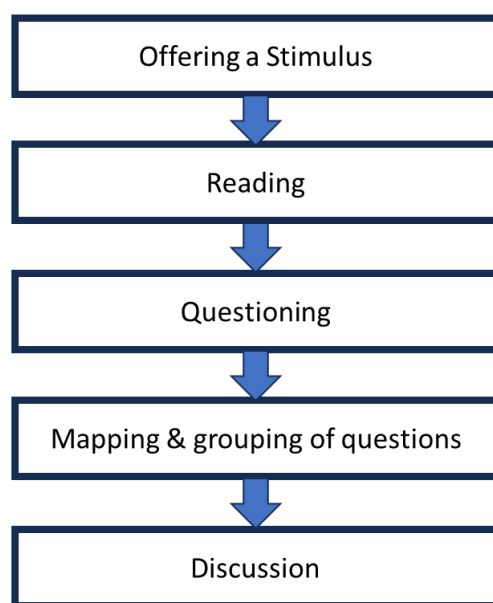 Offering a Stimulus
Reading
Questioning
Mapping & grouping of questions
Discussion